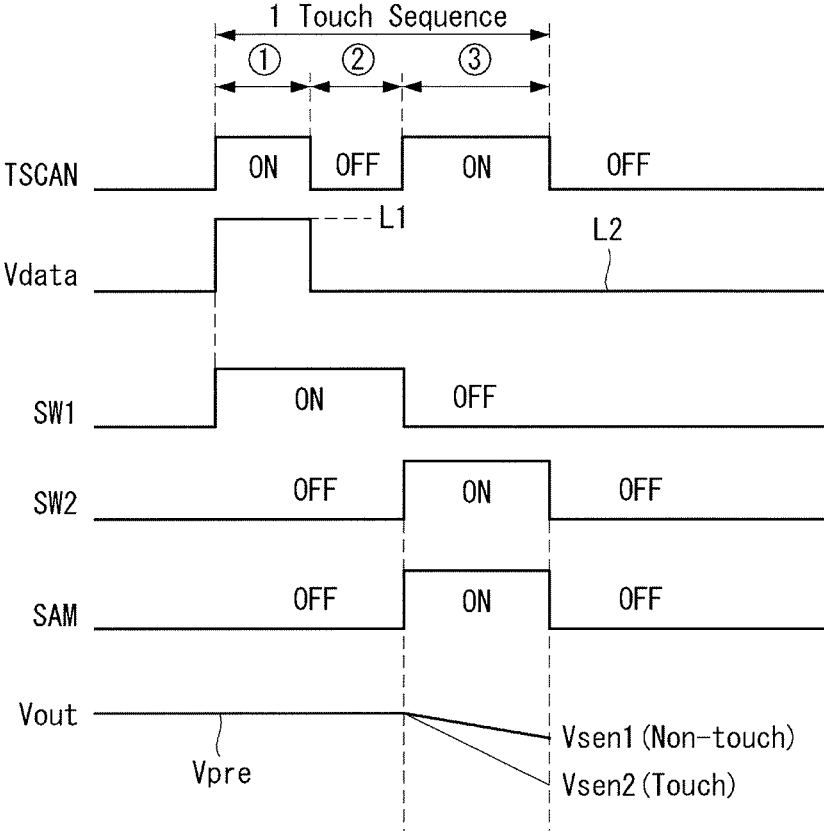 1 Touch Sequence
① ② ③
TSCAN ON OFF ON OFF
L1
L2
Vdata
SW1 ON OFF
SW2 OFF ON OFF
SAM OFF ON OFF
Vout
Vpre
Vsen1(Non-touch)
Vsen2(Touch)